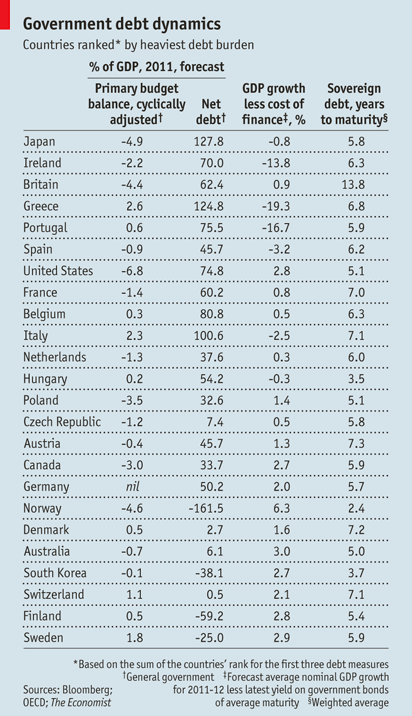 Government debt dynamics
Countries ranked* by heaviest debt burden
% of GDP, 2011, forecast
Primary budget balance, cyclically adjusted† Net debt† GDP growth less cost of finance‡, % Sovereign debt, years to maturity§
Japan -4.9 127.8 -0.8 5.8
Ireland -2.2 70.0 -13.8 6.3
Britain -4.4 62.4 0.9 13.8
Greece 2.6 124.8 -19.3 6.8
Portugal 0.6 75.5 -16.7 5.9
Spain -0.9 45.7 -3.2 6.2
United States -6.8 74.8 2.8 5.1
France -1.4 60.2 0.8 7.0
Belgium 0.3 80.8 0.5 6.3
Italy 2.3 100.6 -2.5 7.1
Netherlands -1.3 37.6 0.3 6.0
Hungary 0.2 54.2 -0.3 3.5
Poland -3.5 32.6 1.4 5.1
Czech Republic -1.2 7.4 0.5 5.8
Austria -0.4 45.7 1.3 7.3
Canada -3.0 33.7 2.7 5.9
Germany nil 50.2 2.0 5.7
Norway -4.6 -161.5 6.3 2.4
Denmark 0.5 2.7 1.6 7.2
Australia -0.7 6.1 3.0 5.0
South Korea -0.1 -38.1 2.7 3.7
Switzerland 1.1 0.5 2.1 7.1
Finland 0.5 -59.2 2.8 5.4
Sweden 1.8 -25.0 2.9 5.9
*Based on the sum of the countries' rank for the first three debt measures
†General government ‡Forecast average nominal GDP growth
for 2011-12 less latest yield on government bonds
of average maturity §Weighted average
Sources: Bloomberg;
OECD; The Economist